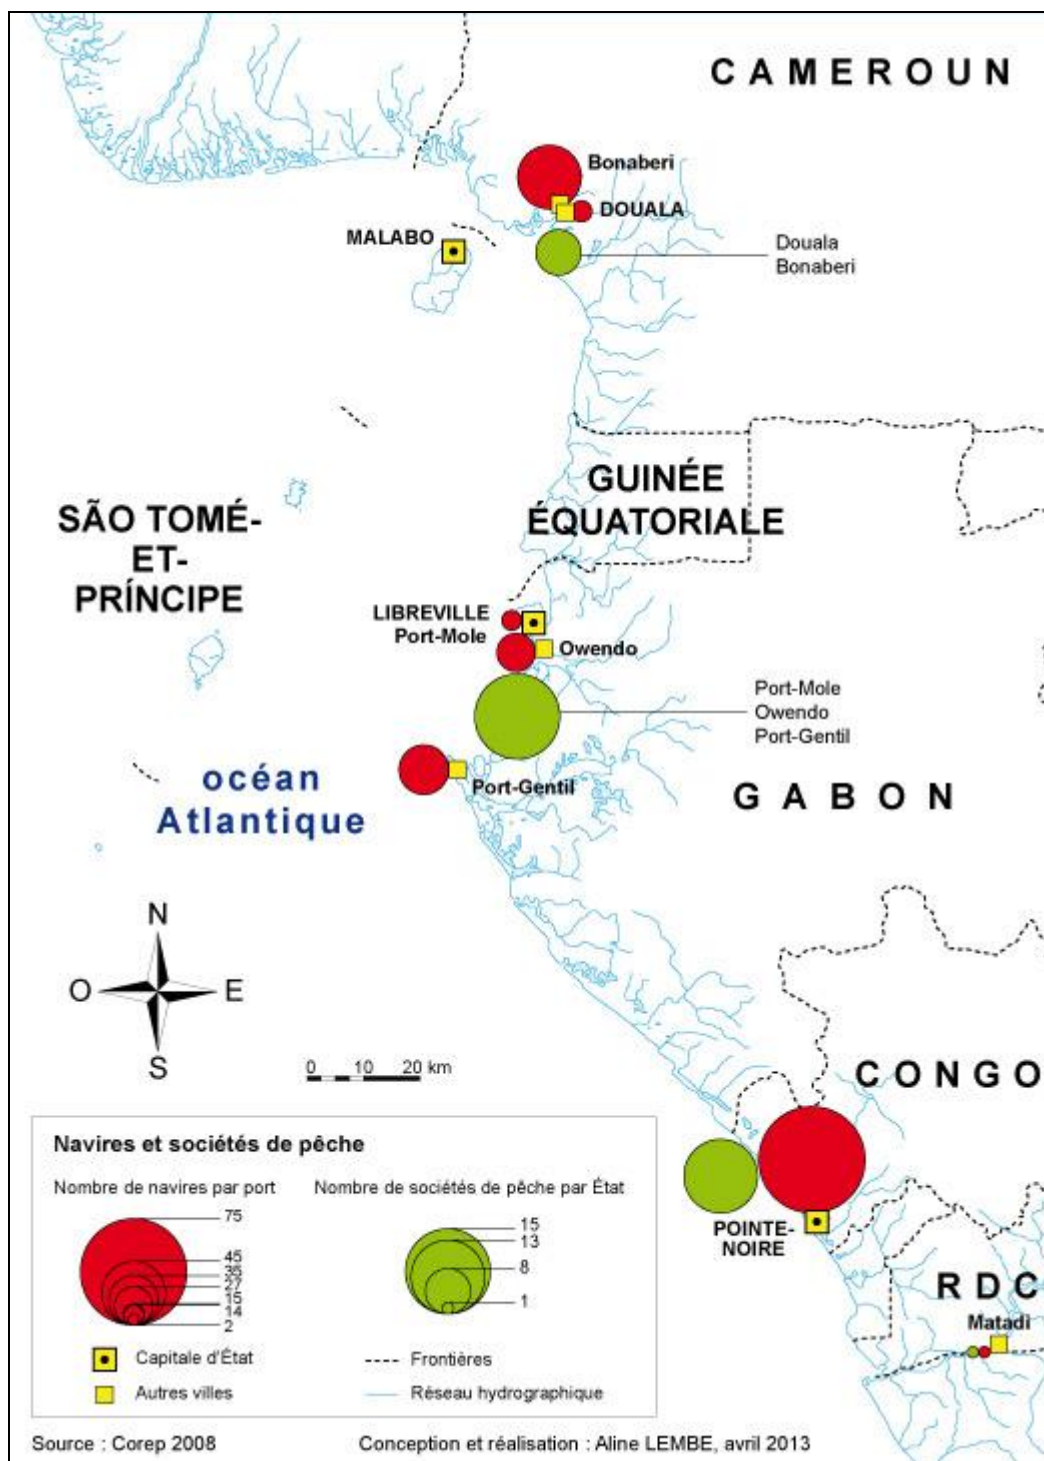 CAMEROUN
Bonaberi
DOUALA
MALABO
Douala
Bonaberi
GUINÉE
ÉQUATORIALE
SÃO TOMÉ-
ET-
PRÍNCIPE
LIBREVILLE
Port-Mole
Owendo
Port-Mole
Owendo
Port-Gentil
océan
Atlantique
Port-Gentil
GABON
N
O
E
S
0 10 20 km
CONGO
POINTE-
NOIRE
RDC
Matadi
Navires et sociétés de pêche
Nombre de navires par port
75
45
35
27
15
14
2
Nombre de sociétés de pêche par État
15
13
8
1
Capitale d'État
Autres villes
Frontières
Réseau hydrographique
Source : Corep 2008
Conception et réalisation : Aline LEMBE, avril 2013